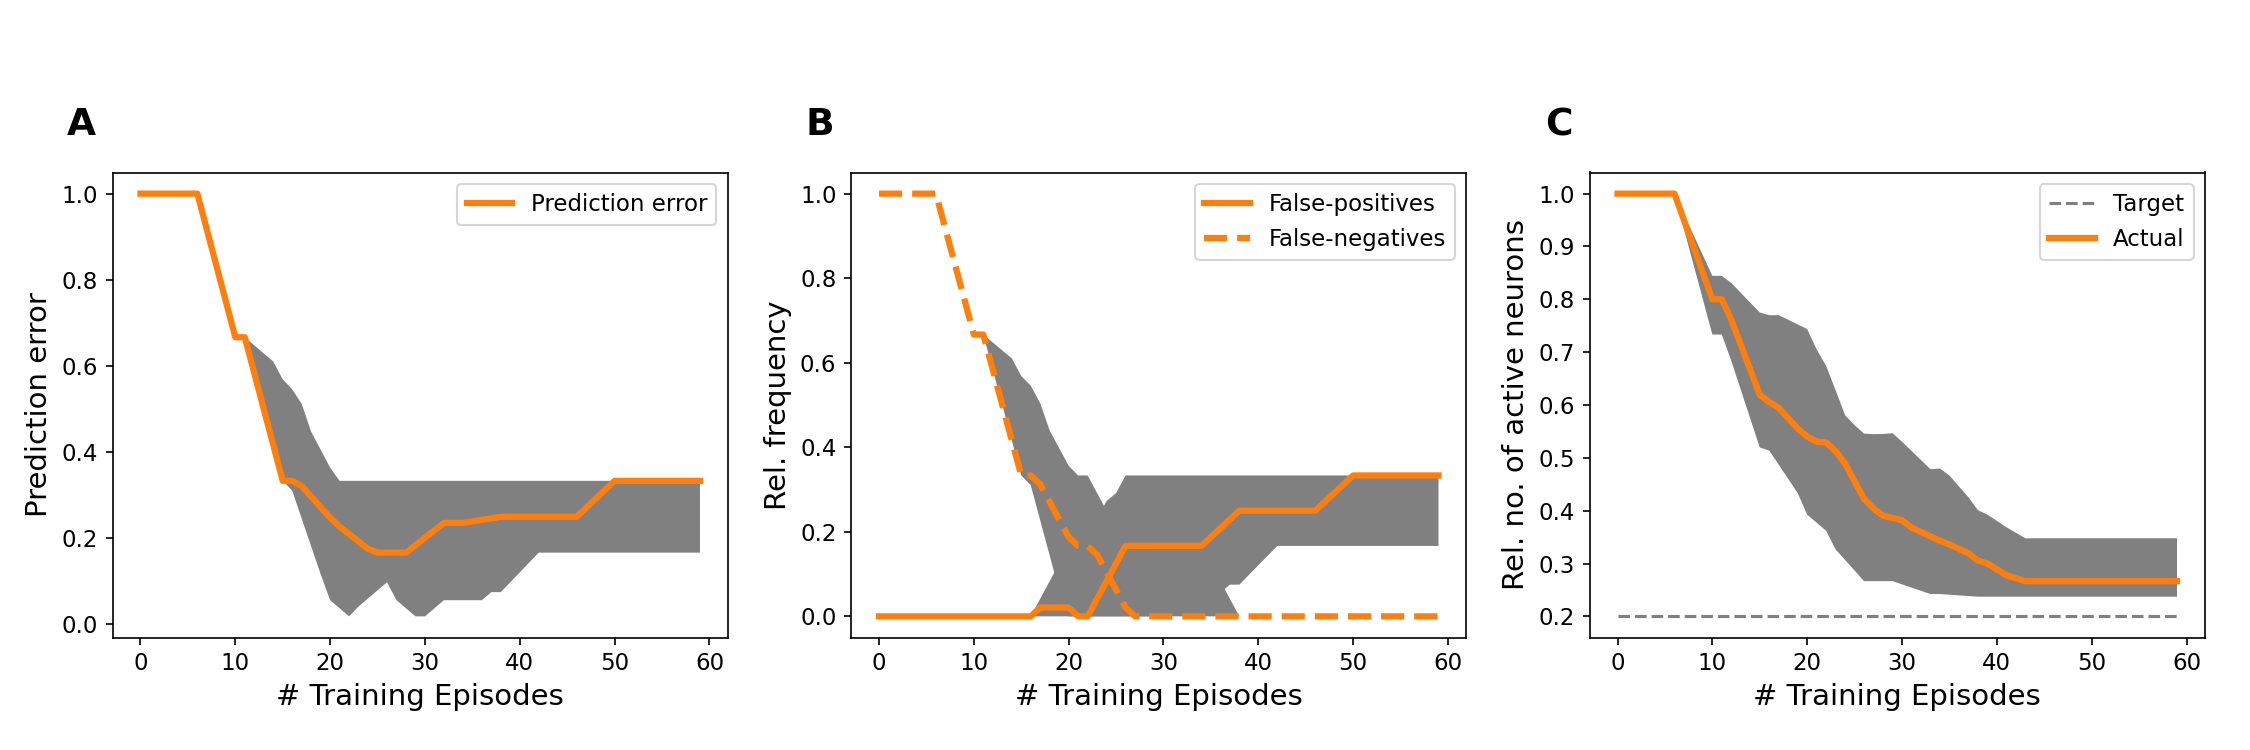 A
B
C
Prediction error
1.0
0.8
0.6
0.4
0.2
0.0
0 10 20 30 40 50 60
# Training Episodes
Prediction error
False-positives
False-negatives
Rel. frequency
1.0
0.8
0.6
0.4
0.2
0.0
0 10 20 30 40 50 60
# Training Episodes
Target
Actual
Rel. no. of active neurons
1.0
0.9
0.8
0.7
0.6
0.5
0.4
0.3
0.2
0 10 20 30 40 50 60
# Training Episodes